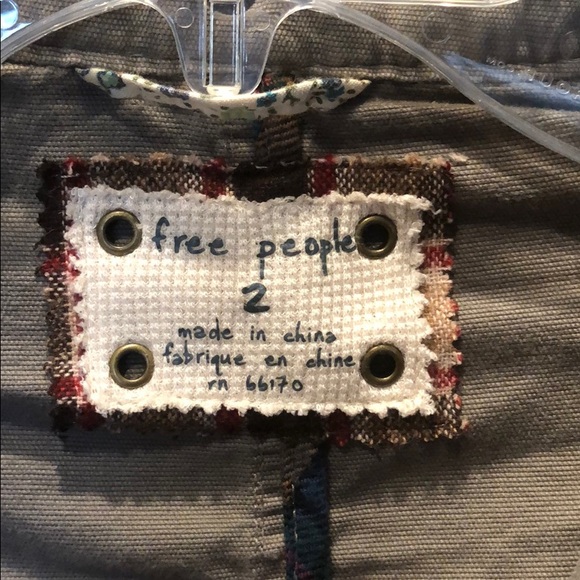 free people
2
made in china
fabrique en chine
rn 66170